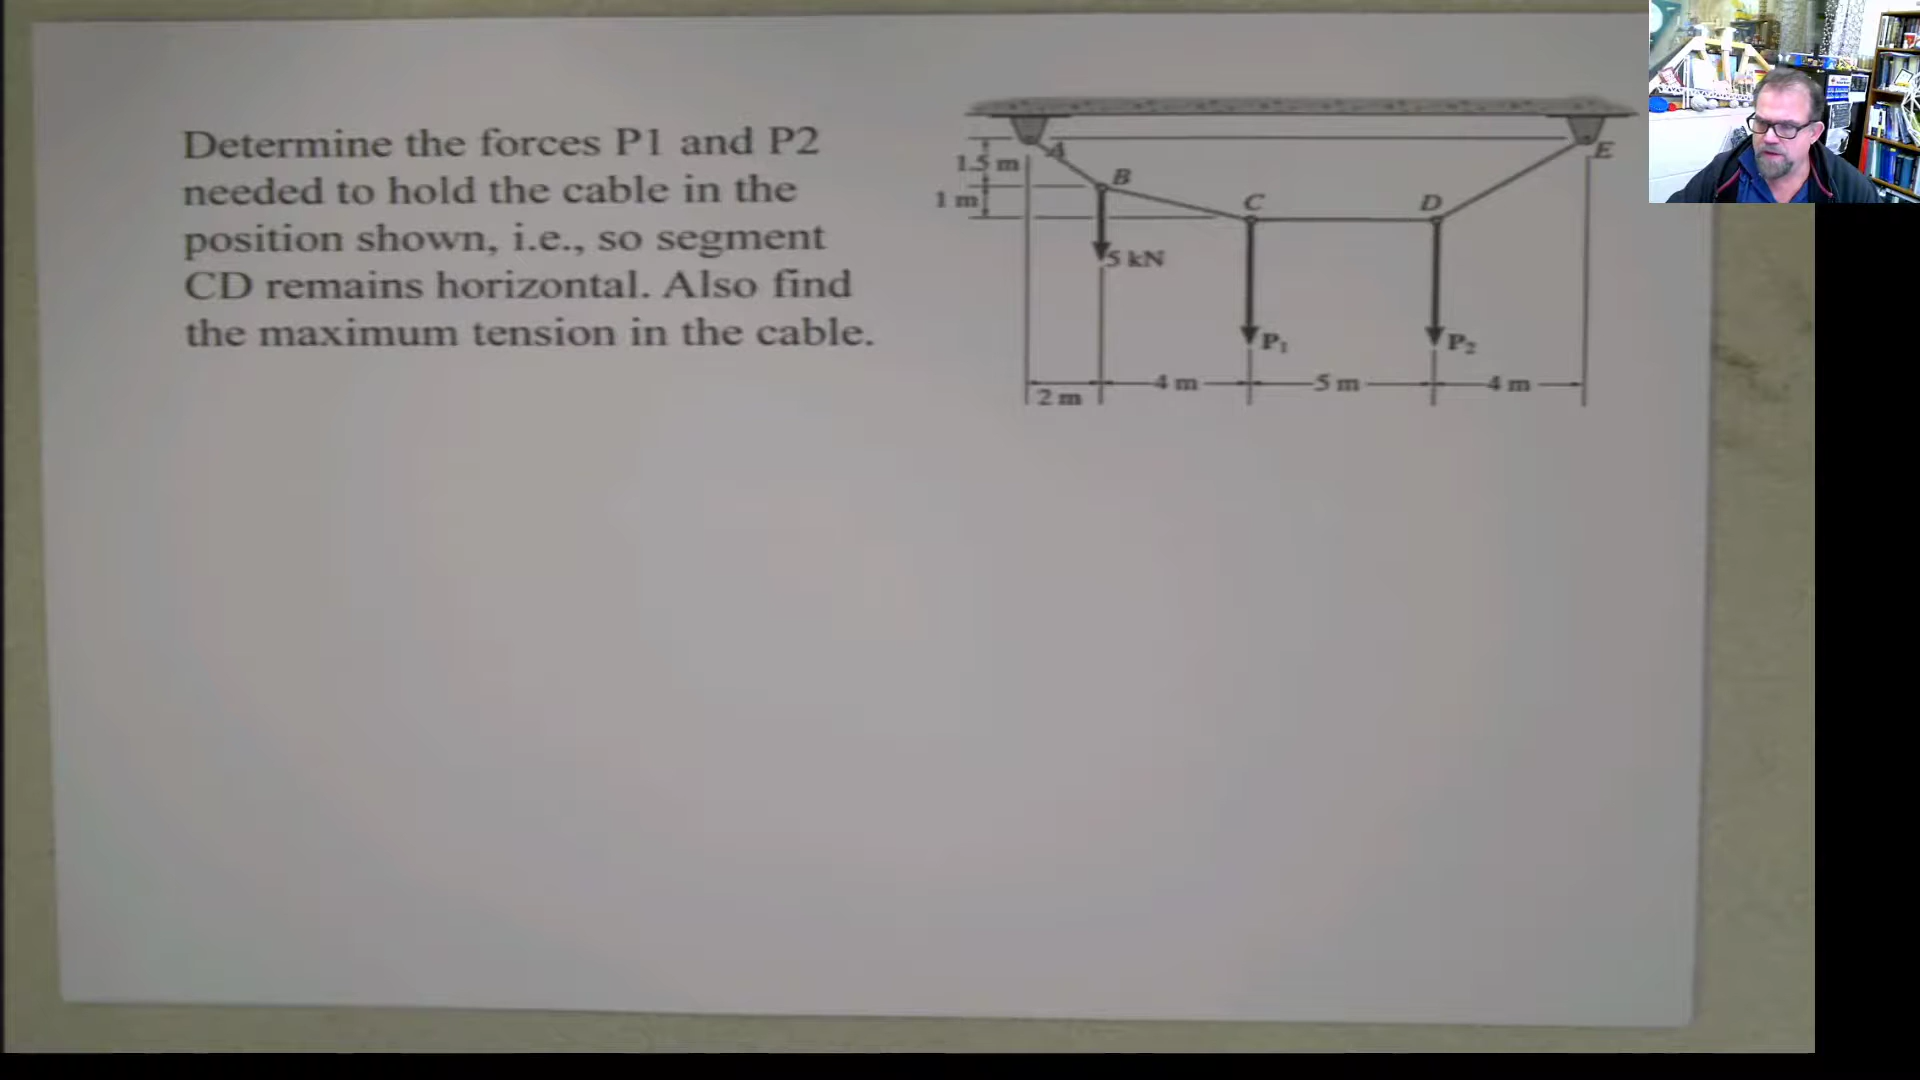 Determine the forces P1 and P2
needed to hold the cable in the
position shown, i.e., so segment
CD remains horizontal. Also find
the maximum tension in the cable.
A
E
1.5 m
B
1 m
C
D
5 kN
P₁
P₂
2 m
4 m
5 m
4 m